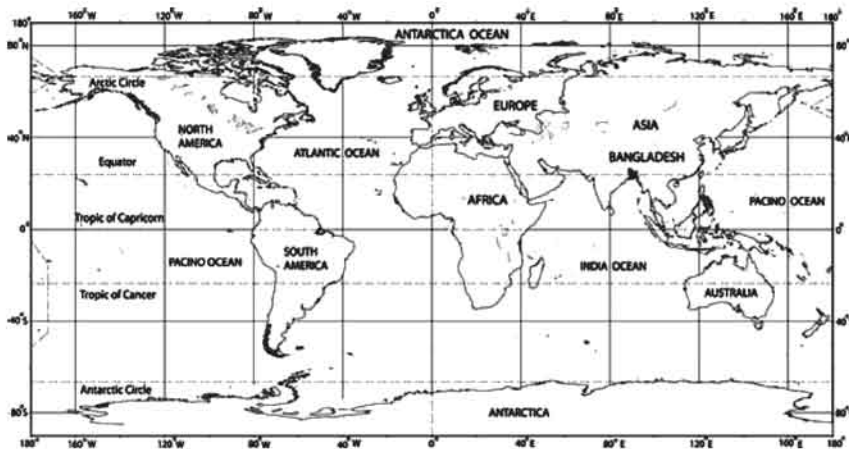 180° 160° 120° 80° 40° W 0° 40° E 80° E 120° E 160° E 180°
ANTARCTICA OCEAN
80°N 80°
Arctic Circle
EUROPE
NORTH
AMERICA
ASIA
40°N 40°
ATLANTIC OCEAN
BANGLADESH
Equator
AFRICA
PACINO OCEAN
Tropic of Capricorn
0° 0°
SOUTH
AMERICA
PACINO OCEAN
INDIA OCEAN
Tropic of Cancer
AUSTRALIA
40°S 40°
Antarctic Circle
ANTARCTICA
80°S 80°
180° 160°W 120°W 80°W 40°W 0° 40°E 80°E 120°E 160°E 180°